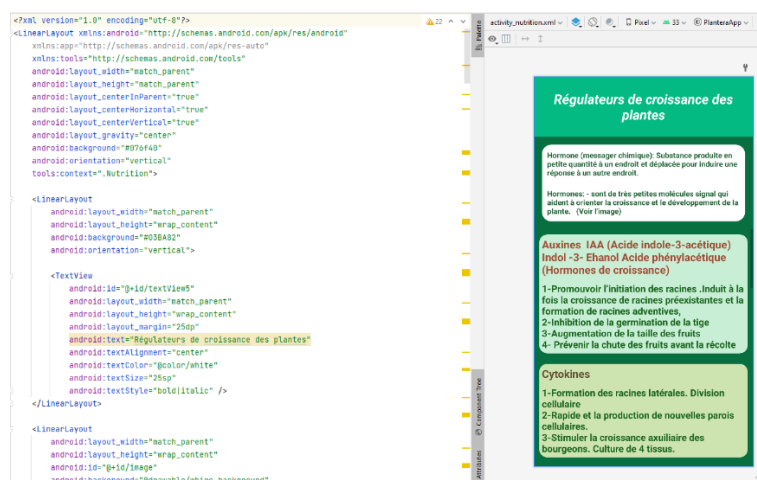 <?xml version="1.0" encoding="utf-8"?>
<LinearLayout xmlns:android="http://schemas.android.com/apk/res/android"
xmlns:app="http://schemas.android.com/apk/res-auto"
xmlns:tools="http://schemas.android.com/tools"
android:layout_width="match_parent"
android:layout_height="match_parent"
android:layout_centerInParent="true"
android:layout_centerHorizontal="true"
android:layout_centerVertical="true"
android:layout_gravity="center"
android:background="#076f40"
android:orientation="vertical"
tools:context=".Nutrition">
<LinearLayout
android:layout_width="match_parent"
android:layout_height="wrap_content"
android:background="#03BA82"
android:orientation="vertical">
<TextView
android:id="@+id/textView5"
android:layout_width="match_parent"
android:layout_height="wrap_content"
android:layout_margin="25dp"
android:text="Régulateurs de croissance des plantes"
android:textAlignment="center"
android:textColor="@color/white"
android:textSize="25sp"
android:textStyle="bold|italic" />
</LinearLayout>
<LinearLayout
android:layout_width="match_parent"
android:layout_height="wrap_content"
android:id="@+id/image"
22
Palette
Component Tree
Attributes
activity_nutrition.xml
Pixel
33
PlanteraApp
Régulateurs de croissance des
plantes
Hormone (messager chimique): Substance produite en
petite quantité à un endroit et déplacée pour Induire une
réponse à un autre endroit.
Hormones: - sont de très petites molécules signal qui
aident à orienter la croissance et le développement de la
plante. (Voir l'image)
Auxines IAA (Acide indole-3-acétique)
Indol -3- Ehanol Acide phénylacétique
(Hormones de croissance)
1-Promouvoir l'initiation des racines .Induit à la
fois la croissance de racines préexistantes et la
formation de racines adventives,
2-Inhibition de la germination de la tige
3-Augmentation de la taille des fruits
4- Prévenir la chute des fruits avant la récolte
Cytokines
1-Formation des racines latérales. Division
cellulaire
2-Rapide et la production de nouvelles parois
cellulaires.
3-Stimuler la croissance auxiliaire des
bourgeons. Culture de 4 tissus.